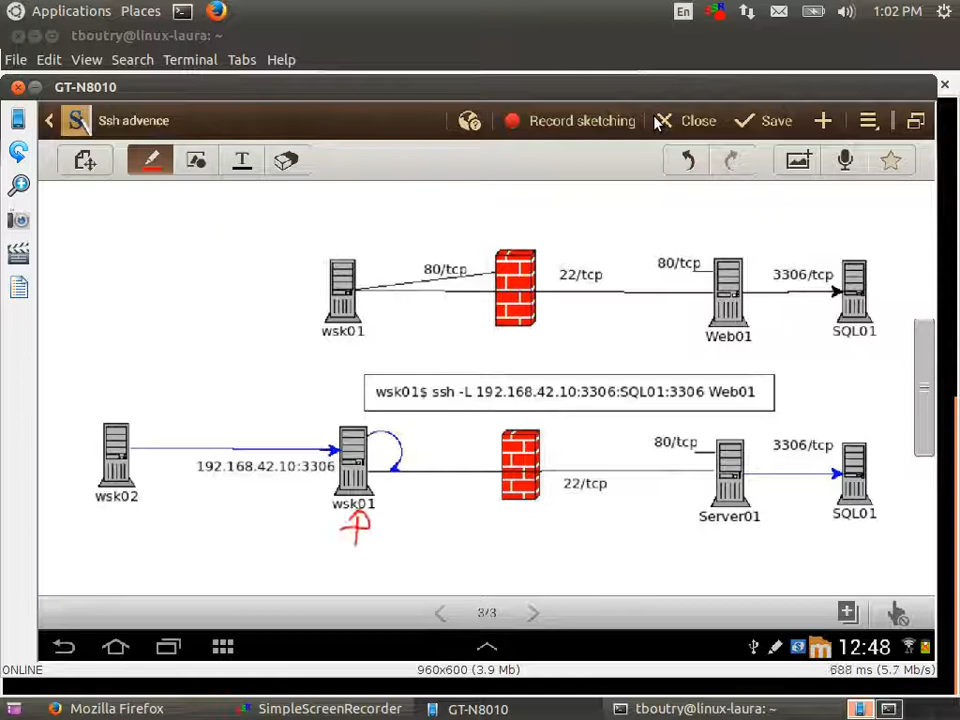 Applications Places En 1:02 PM
tboutry@linux-laura: ~
File Edit View Search Terminal Tabs Help
GT-N8010
Ssh advence Record sketching Close Save
80/tcp 22/tcp 80/tcp 3306/tcp
wsk01 Web01 SQL01
wsk01$ ssh -L 192.168.42.10:3306:SQL01:3306 Web01
80/tcp 3306/tcp
192.168.42.10:3306
22/tcp
wsk02 wsk01 Server01 SQL01
3/3
12:48
ONLINE 960x600 (3.9 Mb) 688 ms (5.7 Mb/s)
Mozilla Firefox SimpleScreenRecorder GT-N8010 tboutry@linux-laura: ~